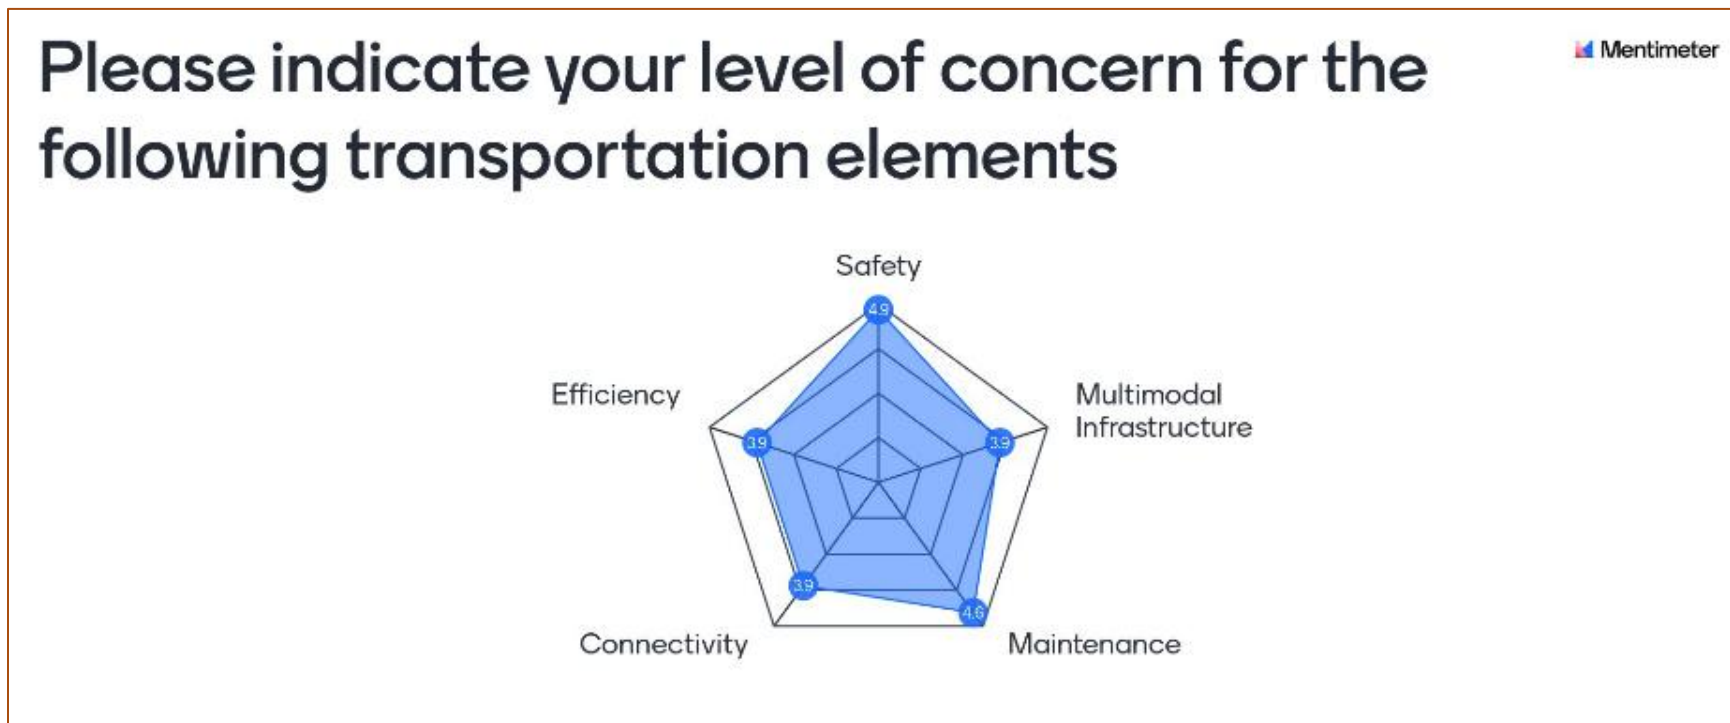 Please indicate your level of concern for the
following transportation elements
Mentimeter
Safety
4.9
Efficiency
3.9
Multimodal
Infrastructure
3.9
Connectivity
3.9
Maintenance
4.6